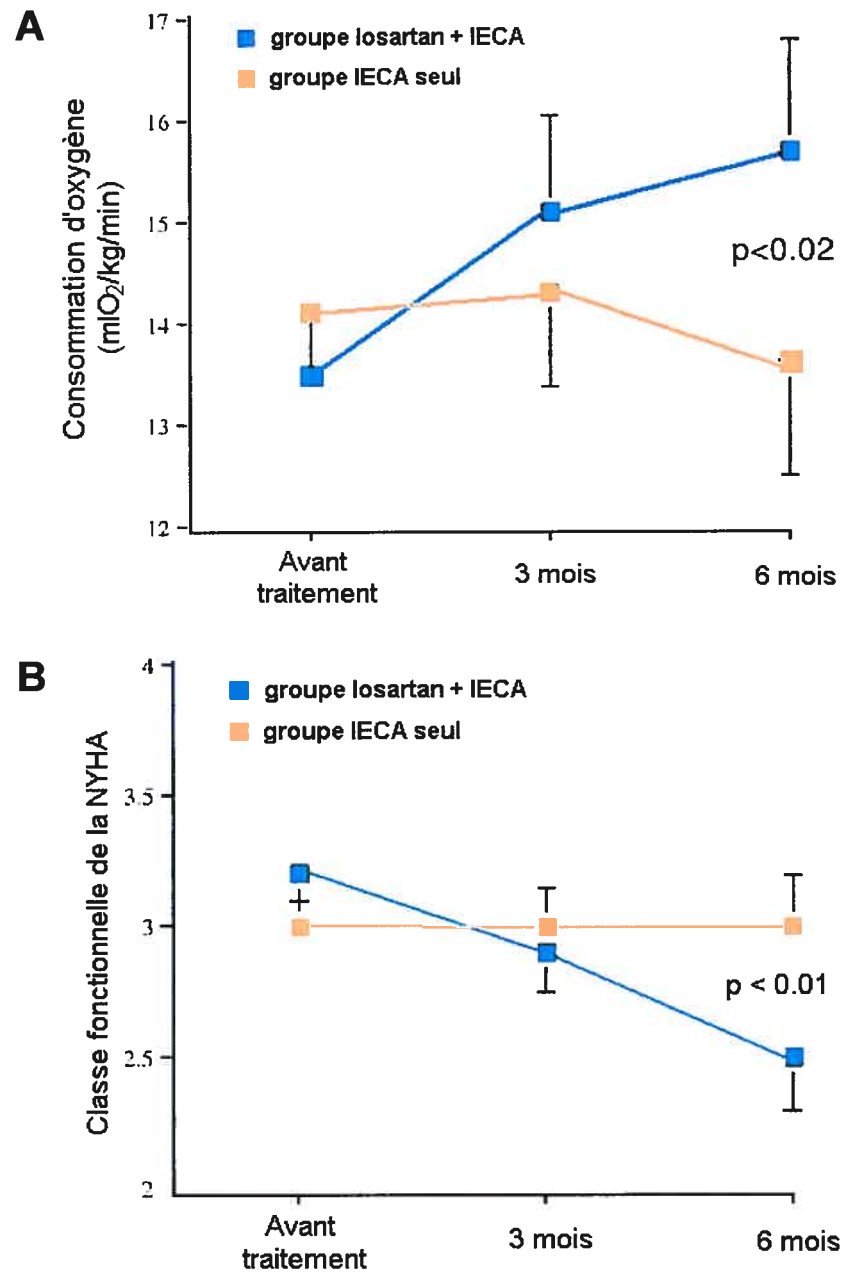 A
17
groupe losartan + IECA
groupe IECA seul
16
15
14
13
12
Consommation d'oxygène
(mlO₂/kg/min)
p<0.02
Avant
traitement
3 mois
6 mois
B
4
groupe losartan + IECA
groupe IECA seul
3.5
3
2.5
2
Classe fonctionnelle de la NYHA
p < 0.01
Avant
traitement
3 mois
6 mois